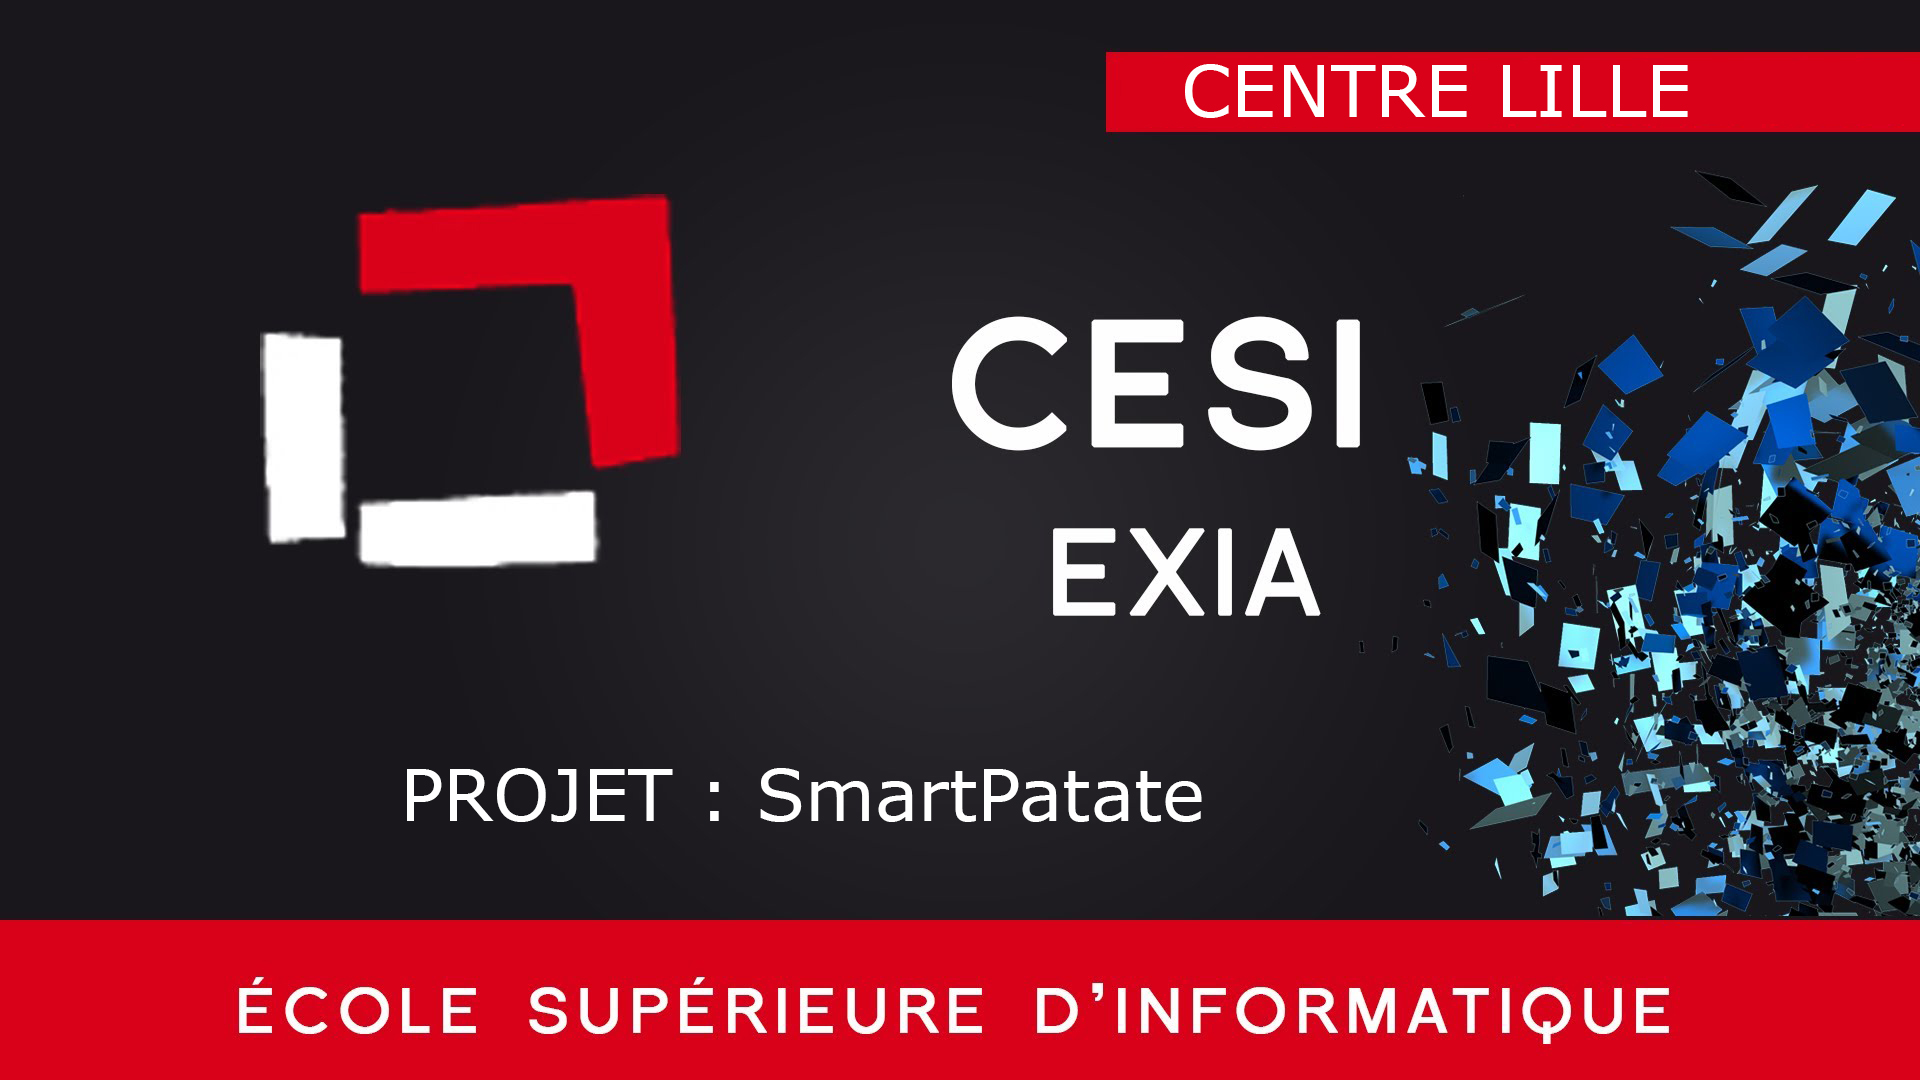 CENTRE LILLE
CESI
EXIA
PROJET : SmartPatate
ÉCOLE SUPÉRIEURE D'INFORMATIQUE